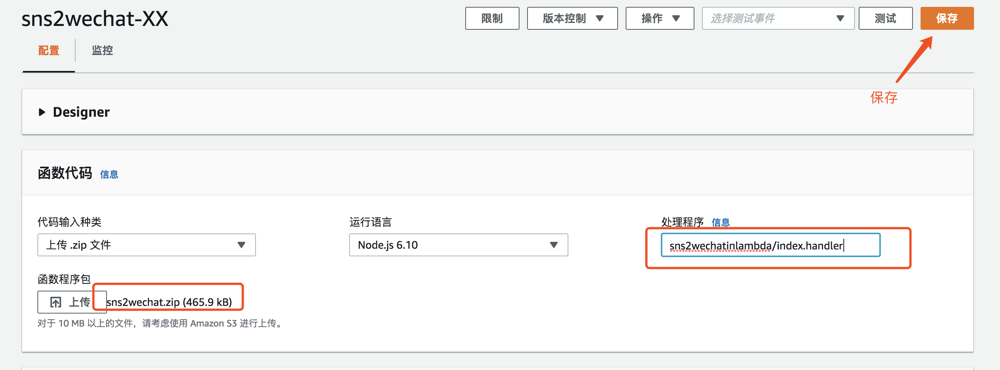 sns2wechat-XX
限制 版本控制 操作 选择测试事件 测试 保存
配置 监控
保存
Designer
函数代码 信息
代码输入种类 运行语言 处理程序 信息
上传 .zip 文件 Node.js 6.10 sns2wechatinlambda/index.handler
函数程序包
上传 sns2wechat.zip (465.9 kB)
对于 10 MB 以上的文件，请考虑使用 Amazon S3 进行上传。